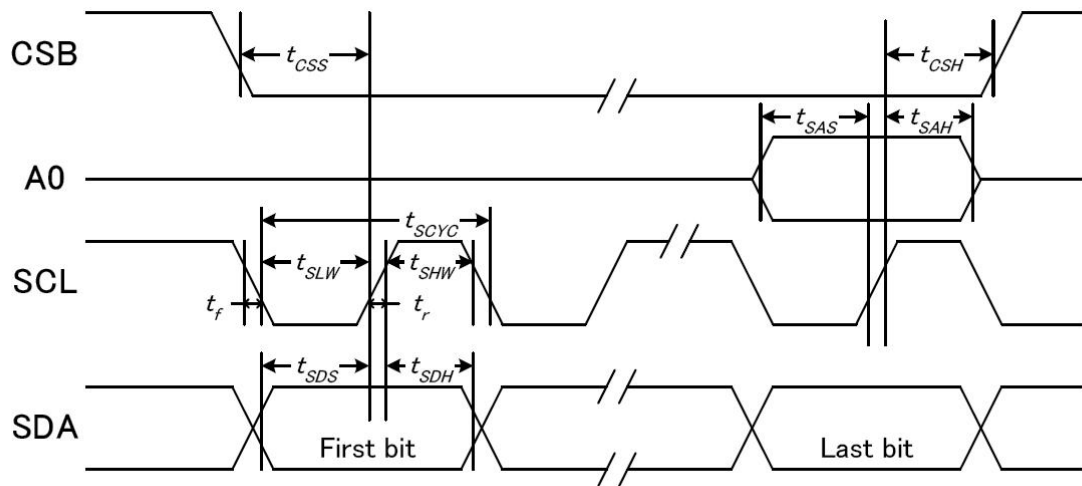 CSB
tCSS
tCSH
tSAS
tSAH
A0
tSCYC
SCL
tSLW
tSHW
tf
tr
tSDS
tSDH
SDA
First bit
Last bit